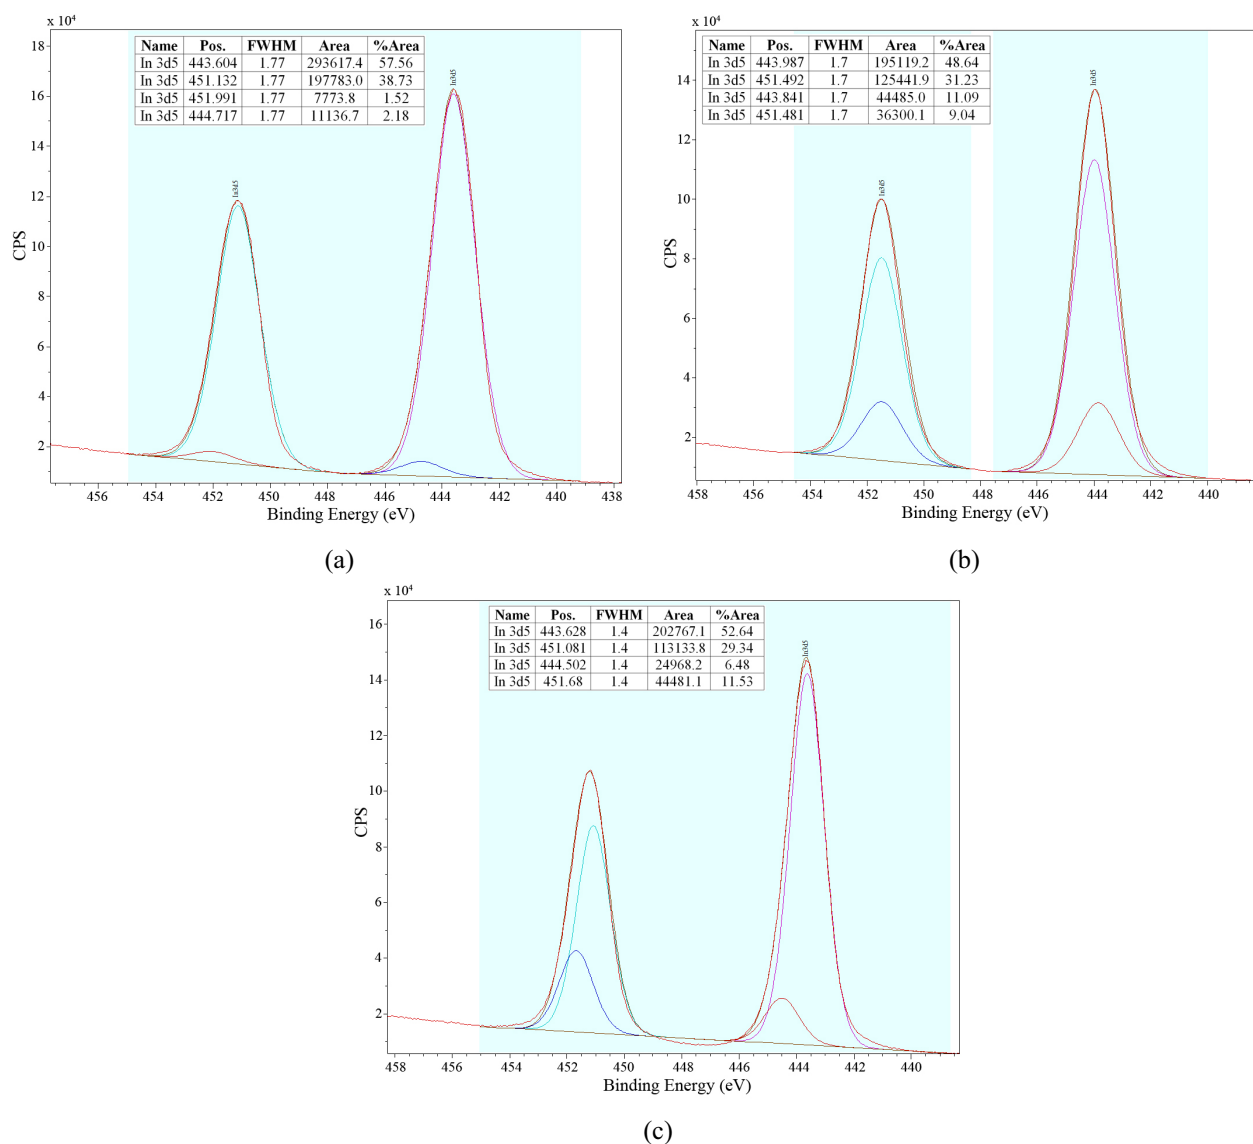 x 10⁴
Name Pos. FWHM Area %Area
In 3d5 443.604 1.77 293617.4 57.56
In 3d5 451.132 1.77 197783.0 38.73
In 3d5 451.991 1.77 7773.8 1.52
In 3d5 444.717 1.77 11136.7 2.18
In3d5
In3d5
CPS
18
16
14
12
10
8
6
4
2
456 454 452 450 448 446 444 442 440 438
Binding Energy (eV)
(a)
x 10⁴
Name Pos. FWHM Area %Area
In 3d5 443.987 1.7 195119.2 48.64
In 3d5 451.492 1.7 125441.9 31.23
In 3d5 443.841 1.7 44485.0 11.09
In 3d5 451.481 1.7 36300.1 9.04
In3d5
In3d5
CPS
14
12
10
8
6
4
2
458 456 454 452 450 448 446 444 442 440
Binding Energy (eV)
(b)
x 10⁴
Name Pos. FWHM Area %Area
In 3d5 443.628 1.4 202767.1 52.64
In 3d5 451.081 1.4 113133.8 29.34
In 3d5 444.502 1.4 24968.2 6.48
In 3d5 451.68 1.4 44481.1 11.53
In3d5
CPS
16
14
12
10
8
6
4
2
458 456 454 452 450 448 446 444 442 440
Binding Energy (eV)
(c)